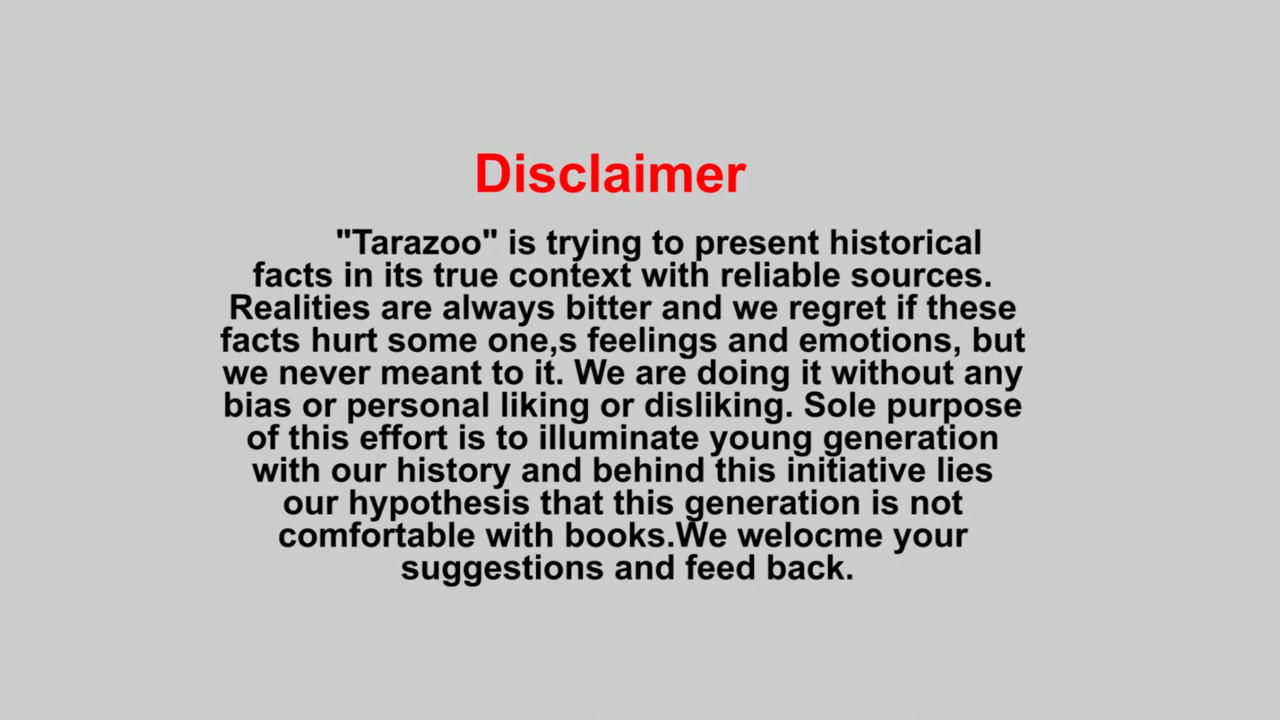 Disclaimer
"Tarazoo" is trying to present historical
facts in its true context with reliable sources.
Realities are always bitter and we regret if these
facts hurt some one,s feelings and emotions, but
we never meant to it. We are doing it without any
bias or personal liking or disliking. Sole purpose
of this effort is to illuminate young generation
with our history and behind this initiative lies
our hypothesis that this generation is not
comfortable with books.We welocme your
suggestions and feed back.